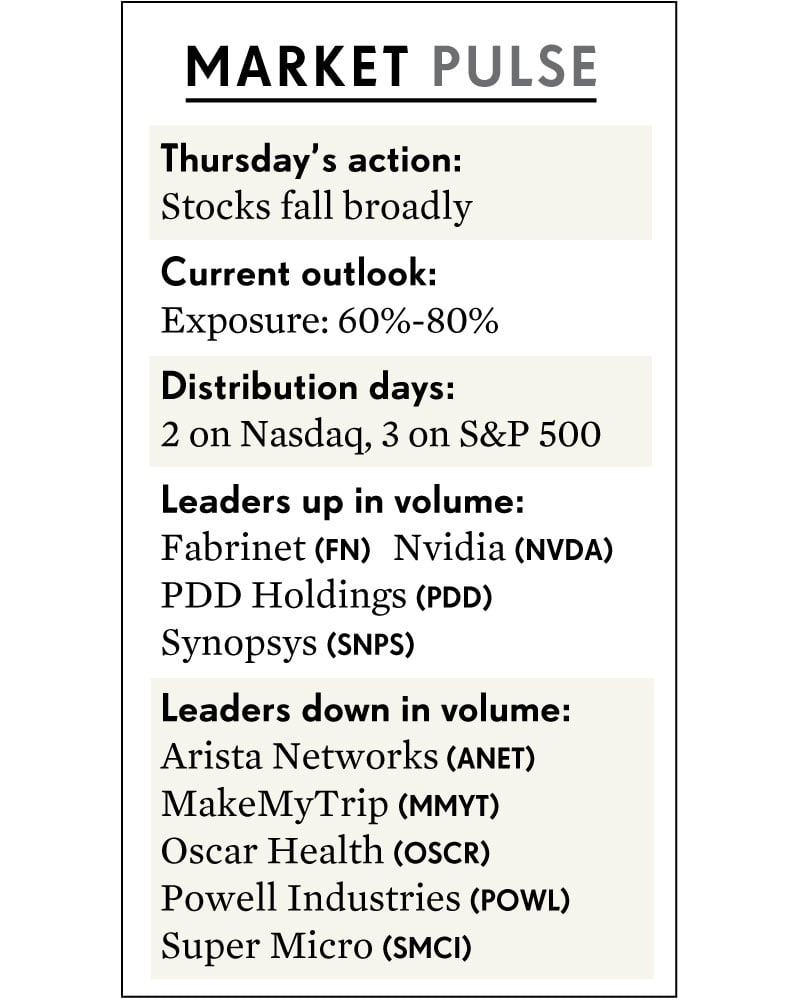 MARKET PULSE
Thursday’s action:
Stocks fall broadly
Current outlook:
Exposure: 60%-80%
Distribution days:
2 on Nasdaq, 3 on S&P 500
Leaders up in volume:
Fabrinet (FN) Nvidia (NVDA)
PDD Holdings (PDD)
Synopsys (SNPS)
Leaders down in volume:
Arista Networks (ANET)
MakeMyTrip (MMYT)
Oscar Health (OSCR)
Powell Industries (POWL)
Super Micro (SMCI)